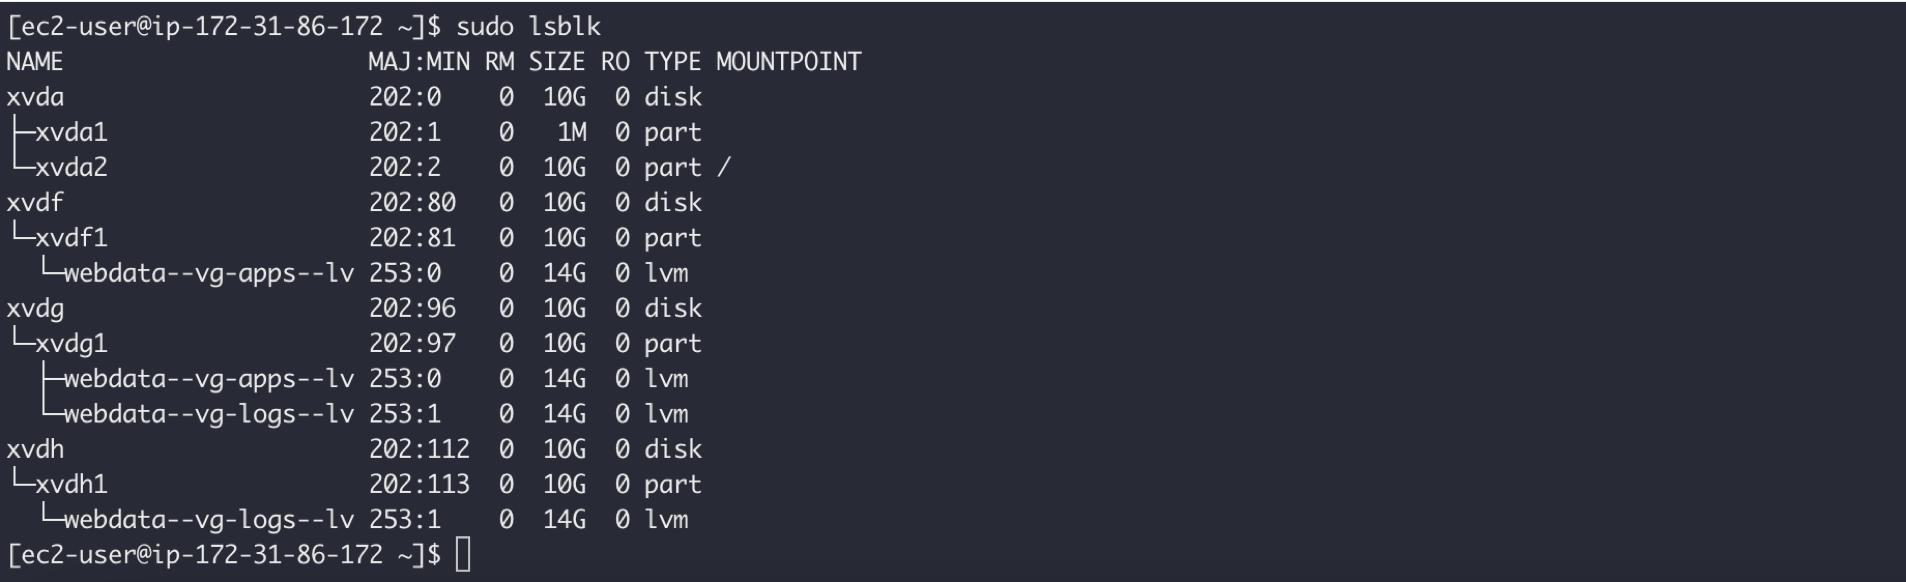 [ec2-user@ip-172-31-86-172 ~]$ sudo lsblk
NAME                     MAJ:MIN RM SIZE RO TYPE MOUNTPOINT
xvda                     202:0    0  10G  0 disk
├─xvda1                  202:1    0   1M  0 part
└─xvda2                  202:2    0  10G  0 part /
xvdf                     202:80   0  10G  0 disk
└─xvdf1                  202:81   0  10G  0 part
  └─webdata--vg-apps--lv 253:0    0  14G  0 lvm
xvdg                     202:96   0  10G  0 disk
└─xvdg1                  202:97   0  10G  0 part
  ├─webdata--vg-apps--lv 253:0    0  14G  0 lvm
  └─webdata--vg-logs--lv 253:1    0  14G  0 lvm
xvdh                     202:112  0  10G  0 disk
└─xvdh1                  202:113  0  10G  0 part
  └─webdata--vg-logs--lv 253:1    0  14G  0 lvm
[ec2-user@ip-172-31-86-172 ~]$